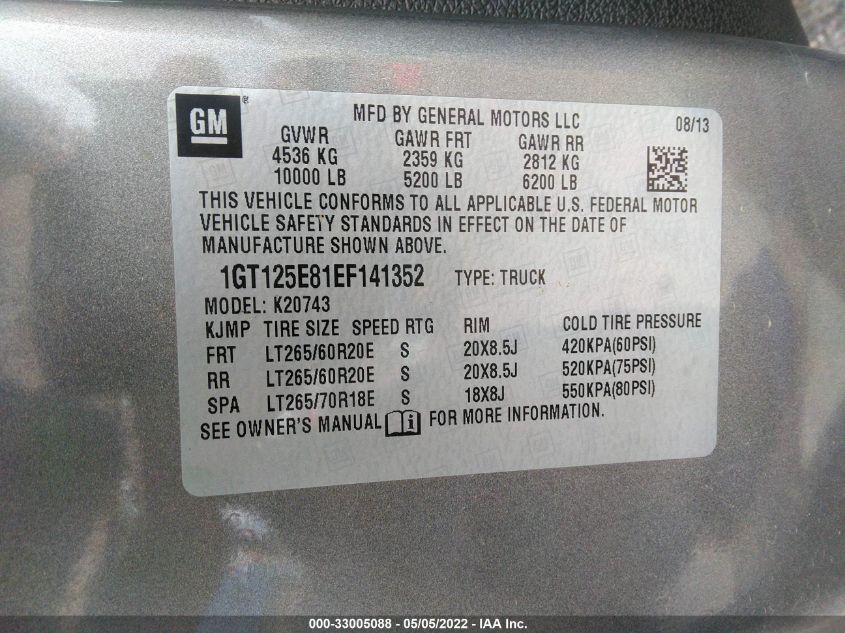 GM ®
MFD BY GENERAL MOTORS LLC 08/13
GVWR GAWR FRT GAWR RR
4536 KG 2359 KG 2812 KG
10000 LB 5200 LB 6200 LB
THIS VEHICLE CONFORMS TO ALL APPLICABLE U.S. FEDERAL MOTOR
VEHICLE SAFETY STANDARDS IN EFFECT ON THE DATE OF
MANUFACTURE SHOWN ABOVE.
1GT125E81EF141352 TYPE: TRUCK
MODEL: K20743
KJMP TIRE SIZE SPEED RTG RIM COLD TIRE PRESSURE
FRT LT265/60R20E S 20X8.5J 420KPA(60PSI)
RR LT265/60R20E S 20X8.5J 520KPA(75PSI)
SPA LT265/70R18E S 18X8J 550KPA(80PSI)
SEE OWNER'S MANUAL i FOR MORE INFORMATION.
000-33005088 - 05/05/2022 - IAA Inc.